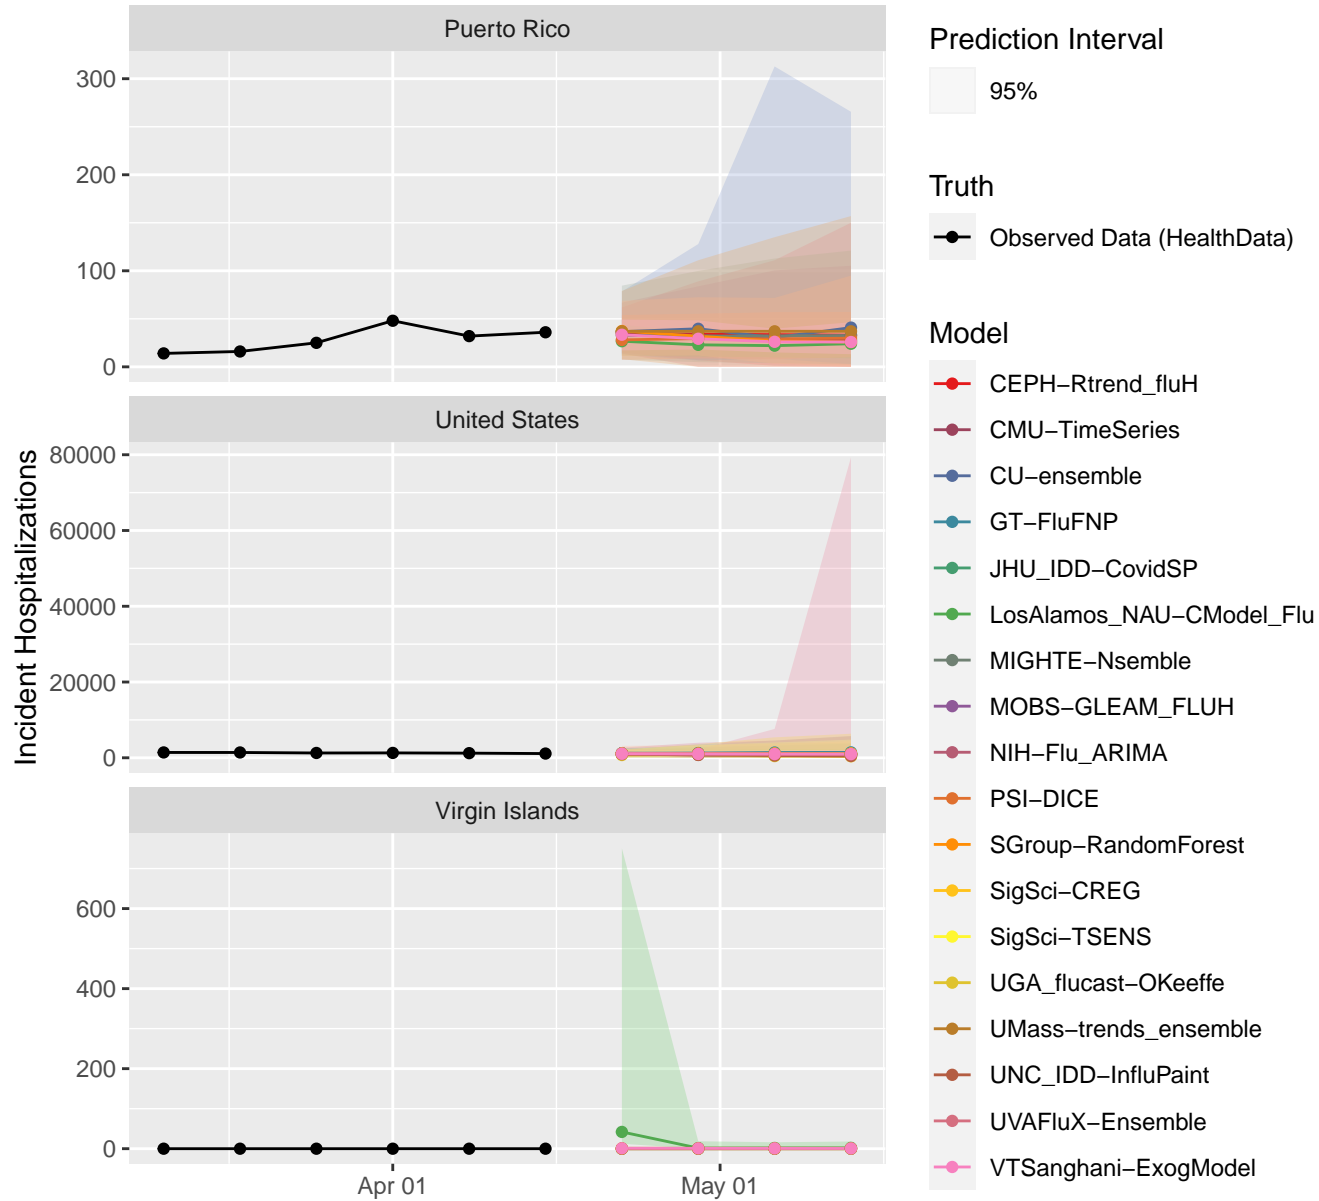 Puerto Rico
300
200
100
0
United States
80000
60000
40000
20000
0
Virgin Islands
600
400
200
0
Apr 01
May 01
Incident Hospitalizations
Prediction Interval
95%
Truth
Observed Data (HealthData)
Model
CEPH−Rtrend_fluH
CMU−TimeSeries
CU−ensemble
GT−FluFNP
JHU_IDD−CovidSP
LosAlamos_NAU−CModel_Flu
MIGHTE−Nsemble
MOBS−GLEAM_FLUH
NIH−Flu_ARIMA
PSI−DICE
SGroup−RandomForest
SigSci−CREG
SigSci−TSENS
UGA_flucast−OKeeffe
UMass−trends_ensemble
UNC_IDD−InfluPaint
UVAFluX−Ensemble
VTSanghani−ExogModel